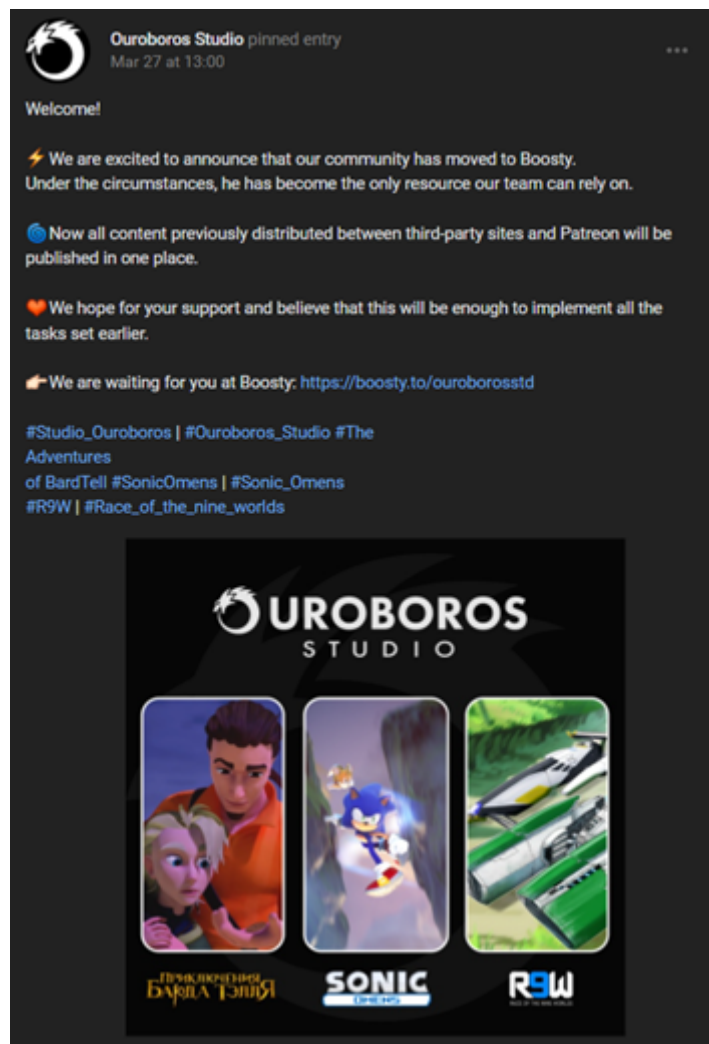 Ouroboros Studio pinned entry
Mar 27 at 13:00
Welcome!
⚡ We are excited to announce that our community has moved to Boosty.
Under the circumstances, he has become the only resource our team can rely on.
🌀Now all content previously distributed between third-party sites and Patreon will be
published in one place.
❤️We hope for your support and believe that this will be enough to implement all the
tasks set earlier.
👉🏻We are waiting for you at Boosty: https://boosty.to/ouroborosstd
#Studio_Ouroboros | #Ouroboros_Studio #The
Adventures
of BardTell #SonicOmens | #Sonic_Omens
#R9W | #Race_of_the_nine_worlds
OUROBOROS
STUDIO
ПРИКЛЮЧЕНИЯ
БАРДА ТЭЛЛЯ
SONIC
OMENS
R9W
RACE OF THE NINE WORLDS